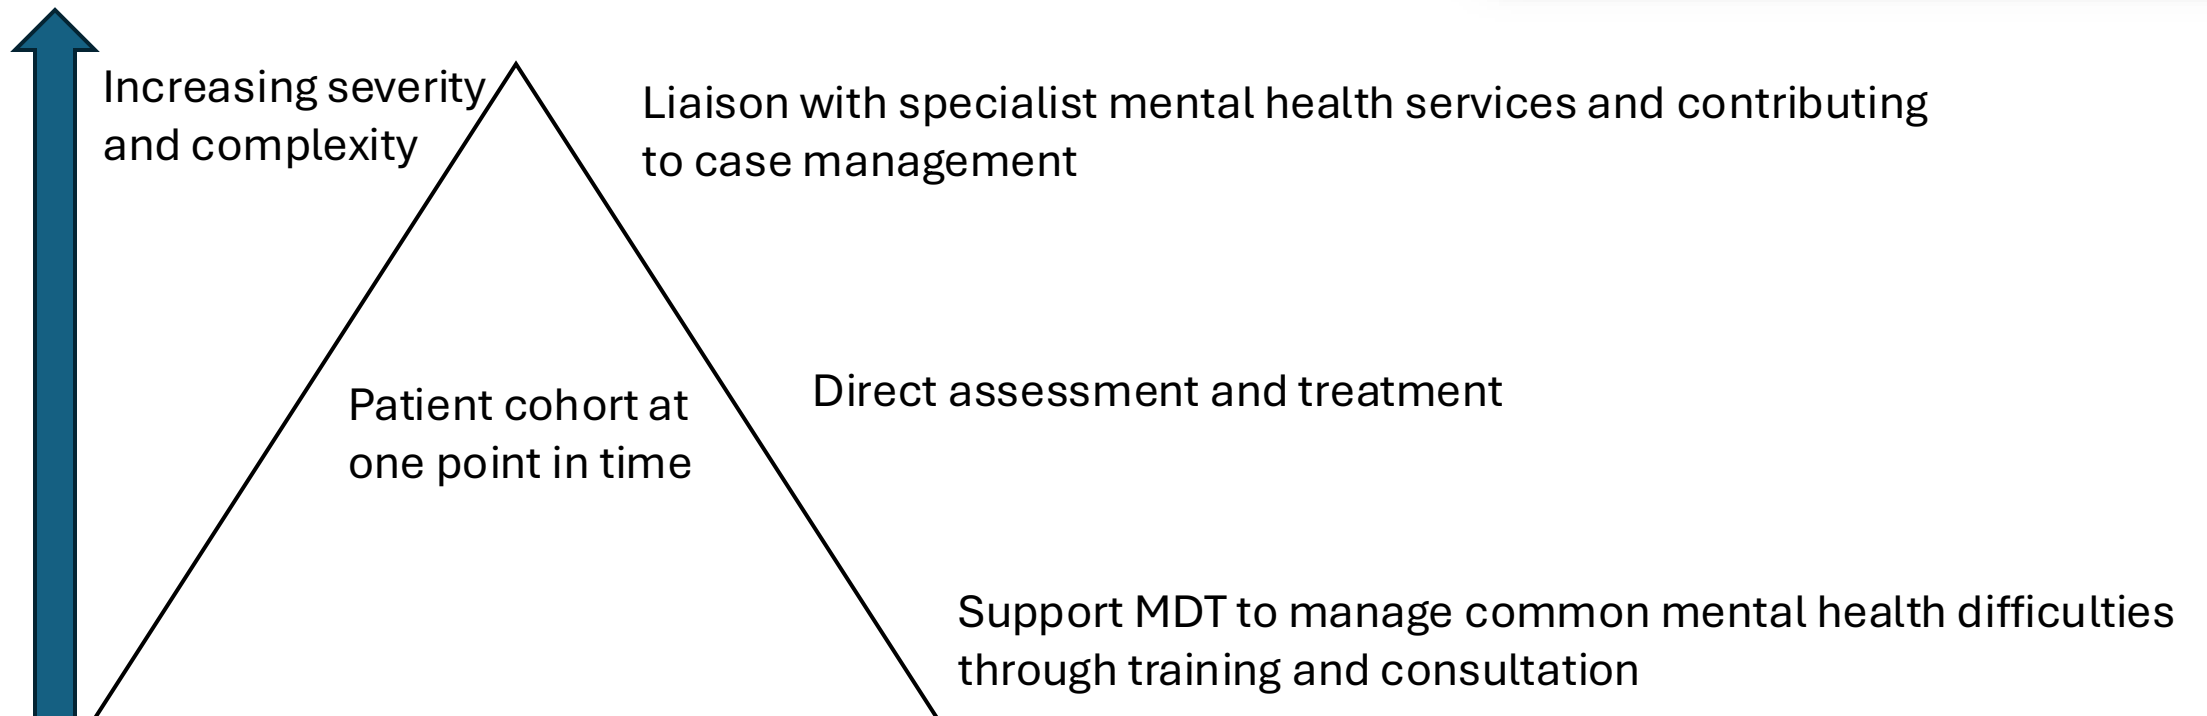 Increasing severity
and complexity
Liaison with specialist mental health services and contributing
to case management
Patient cohort at
one point in time
Direct assessment and treatment
Support MDT to manage common mental health difficulties
through training and consultation